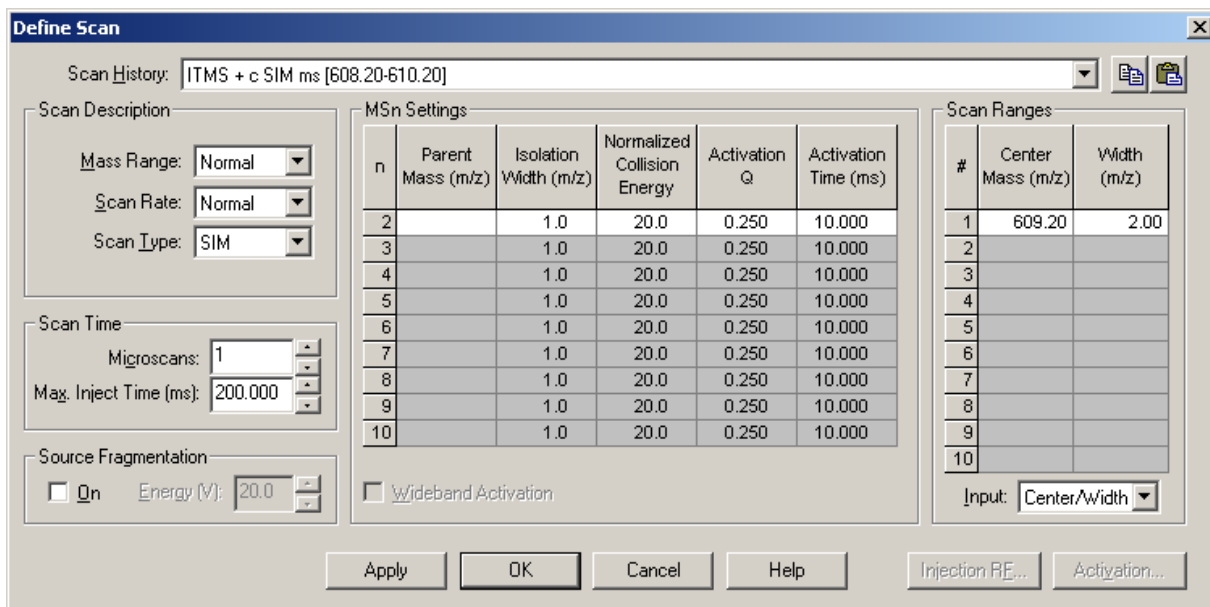 Define Scan
Scan History: ITMS + c SIM ms [608.20-610.20]
Scan Description
Mass Range: Normal
Scan Rate: Normal
Scan Type: SIM
Scan Time
Microscans: 1
Max. Inject Time (ms): 200.000
Source Fragmentation
On Energy (V): 20.0
MSn Settings
n Parent Mass (m/z) Isolation Width (m/z) Normalized Collision Energy Activation Q Activation Time (ms)
2 1.0 20.0 0.250 10.000
3 1.0 20.0 0.250 10.000
4 1.0 20.0 0.250 10.000
5 1.0 20.0 0.250 10.000
6 1.0 20.0 0.250 10.000
7 1.0 20.0 0.250 10.000
8 1.0 20.0 0.250 10.000
9 1.0 20.0 0.250 10.000
10 1.0 20.0 0.250 10.000
Wideband Activation
Scan Ranges
# Center Mass (m/z) Width (m/z)
1 609.20 2.00
2
3
4
5
6
7
8
9
10
Input: Center/Width
Apply OK Cancel Help Injection RF... Activation...